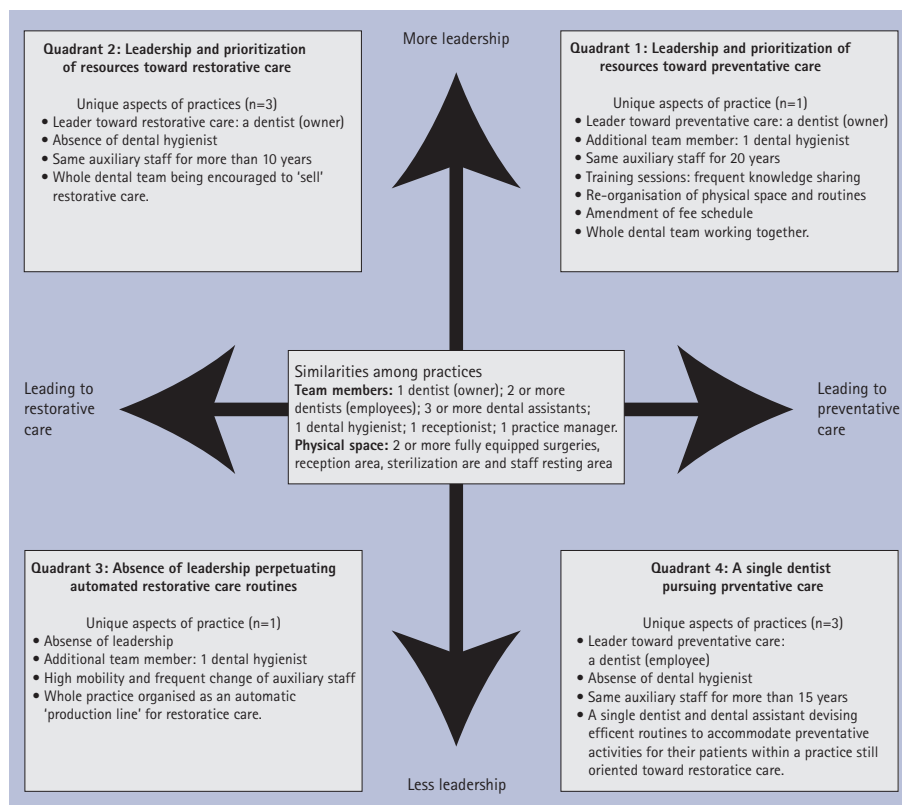 More leadership
Quadrant 2: Leadership and prioritization
of resources toward restorative care
Unique aspects of practices (n=3)
• Leader toward restorative care: a dentist (owner)
• Absence of dental hygienist
• Same auxiliary staff for more than 10 years
• Whole dental team being encouraged to ‘sell’
restorative care.
Quadrant 1: Leadership and prioritization of
resources toward preventative care
Unique aspects of practice (n=1)
• Leader toward preventative care: a dentist (owner)
• Additional team member: 1 dental hygienist
• Same auxiliary staff for 20 years
• Training sessions: frequent knowledge sharing
• Re-organisation of physical space and routines
• Amendment of fee schedule
• Whole dental team working together.
Leading to
restorative
care
Similarities among practices
Team members: 1 dentist (owner); 2 or more
dentists (employees); 3 or more dental assistants;
1 dental hygienist; 1 receptionist; 1 practice manager.
Physical space: 2 or more fully equipped surgeries,
reception area, sterilization are and staff resting area
Leading to
preventative
care
Quadrant 3: Absence of leadership perpetuating
automated restorative care routines
Unique aspects of practice (n=1)
• Absense of leadership
• Additional team member: 1 dental hygienist
• High mobility and frequent change of auxiliary staff
• Whole practice organised as an automatic
‘production line’ for restoratice care.
Quadrant 4: A single dentist
pursuing prventative care
Unique aspects of practices (n=3)
• Leader toward preventative care:
a dentist (employee)
• Absence of dental hygienist
• Same auxiliary staff for more than 15 years
• A single dentist and dental assistant devising
efficent routines to accommodate preventative
activities for their patients within a practice still
oriented toward restoratice care.
Less leadership